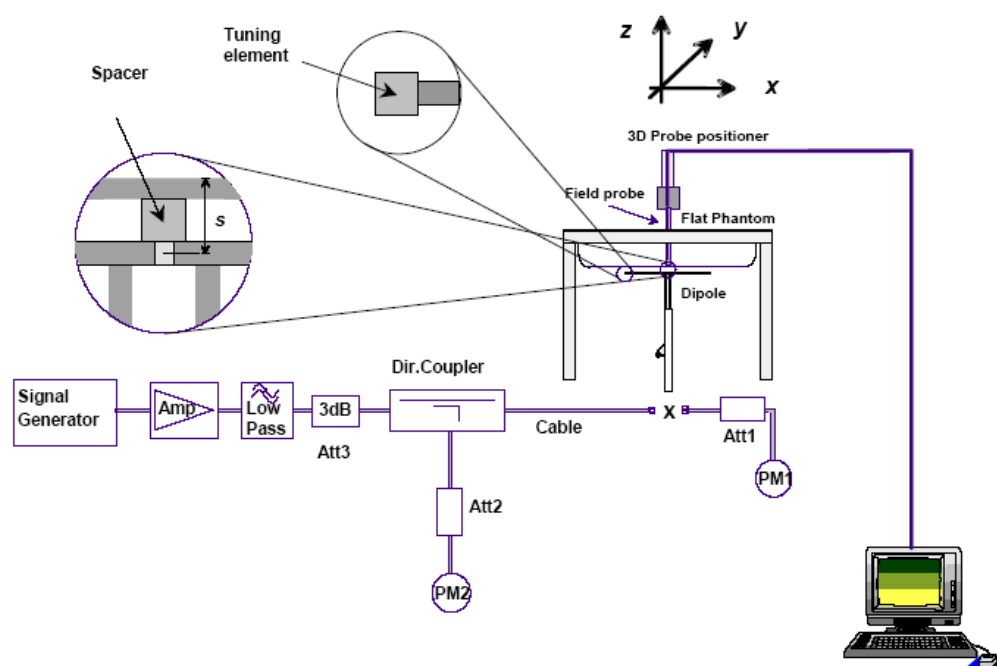 Tuning
element
Spacer
z
y
x
3D Probe positioner
Field probe
Flat Phantom
s
Dipole
Dir.Coupler
Signal
Generator
Amp
Low
Pass
3dB
Att3
Cable
X
Att1
PM1
Att2
PM2